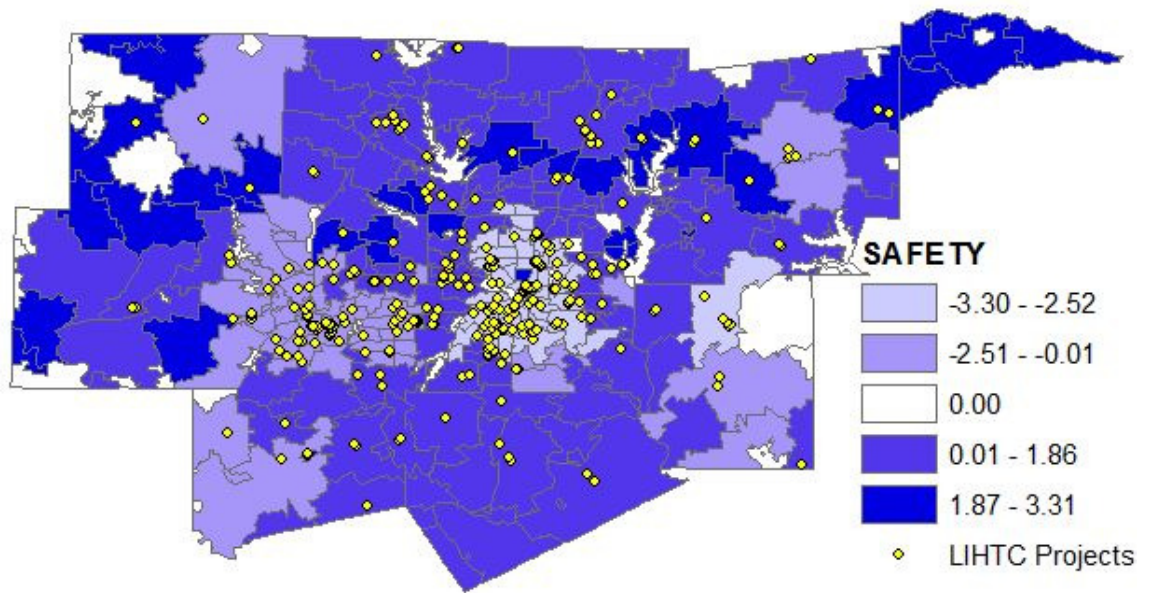 SAFETY
-3.30 - -2.52
-2.51 - -0.01
0.00
0.01 - 1.86
1.87 - 3.31
LIHTC Projects